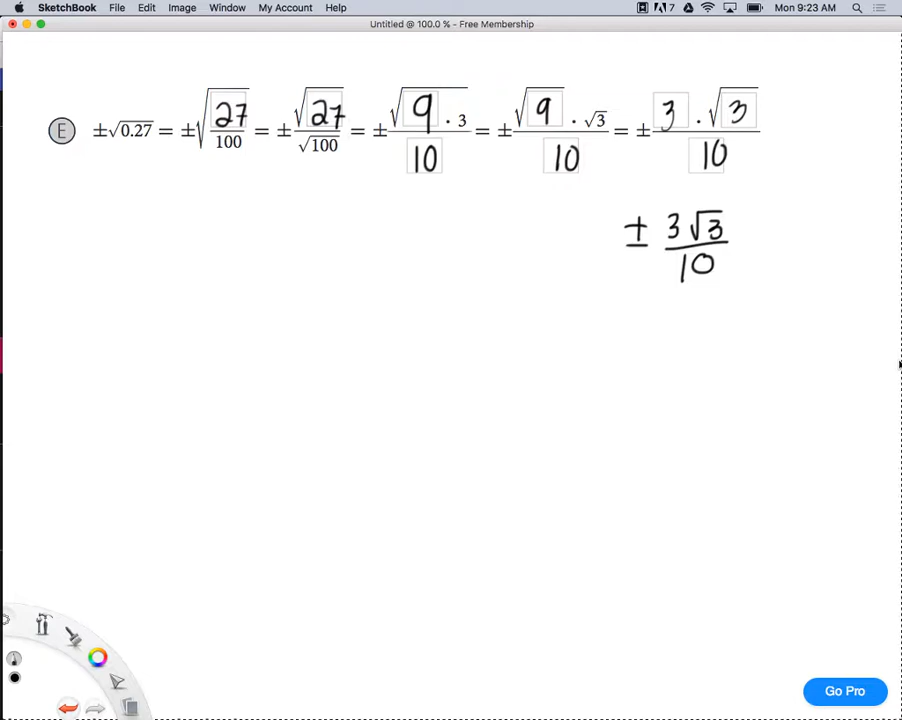 SketchBook File Edit Image Window My Account Help 7 Mon 9:23 AM
Untitled @ 100.0 % - Free Membership
E ±√0.27 = ±√(27/100) = ± √27/√100 = ± √(9 · 3)/10 = ± √9 · √3/10 = ± 3 · √3/10
± 3√3/10
Go Pro